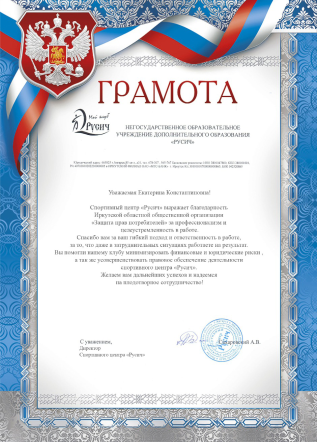 ГРАМОТА
Русич
НЕГОСУДАРСТВЕННОЕ ОБРАЗОВАТЕЛЬНОЕ
УЧРЕЖДЕНИЕ ДОПОЛНИТЕЛЬНОГО ОБРАЗОВАНИЯ
«РУСИЧ»
Уважаемая Екатерина Константиновна!
Спортивный центр «Русич» выражает благодарность
Иркутской областной общественной организации
«Защита прав потребителей» за профессионализм и
целеустремленность в работе.
Спасибо вам за ваш гибкий подход и ответственность в работе,
за то, что даже в затруднительных ситуациях работаете на результат.
Вы помогли нашему клубу минимизировать финансовые и юридические риски ,
а так же усовершенствовать правовое обеспечение деятельности
спортивного центра «Русич».
Желаем вам дальнейших успехов и надеемся
на плодотворное сотрудничество!
С уважением,
Директор
Спортивного центра «Русич»
А.В.